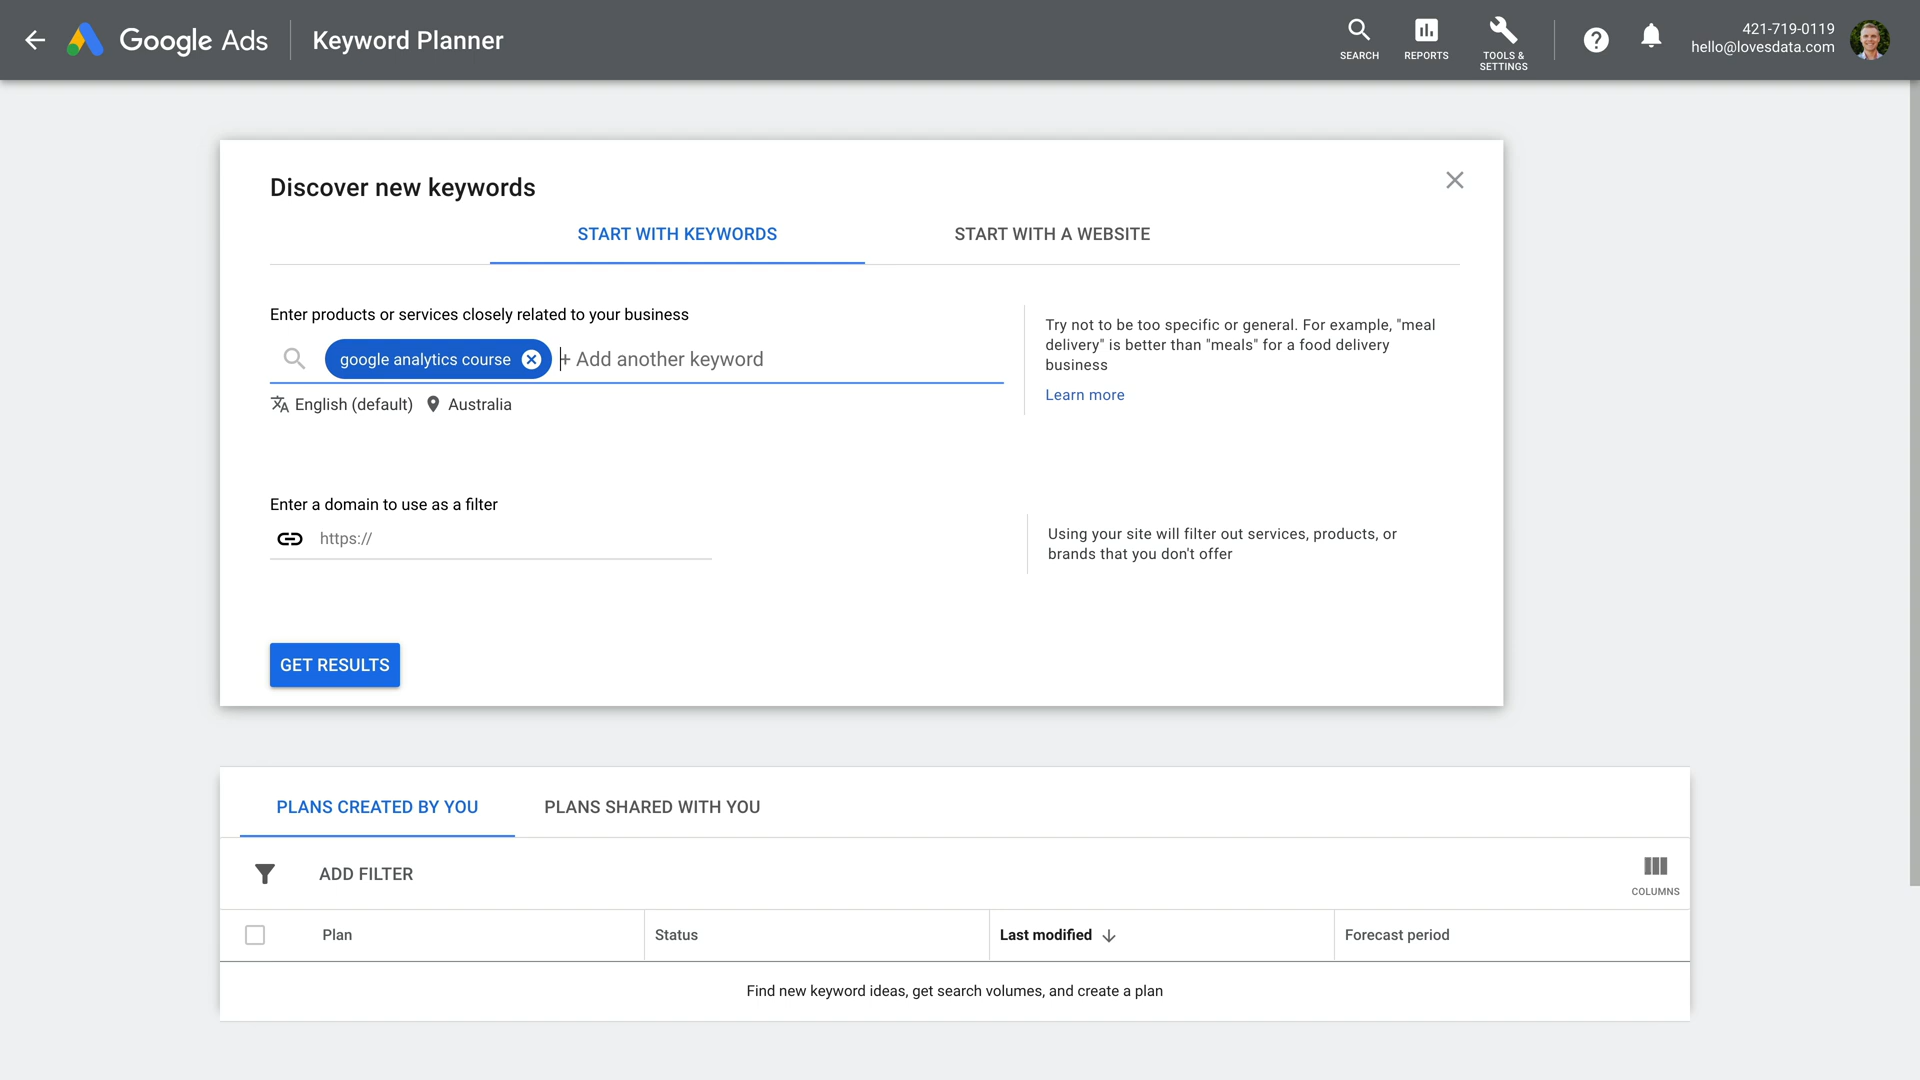 Google Ads
Keyword Planner
SEARCH
REPORTS
TOOLS &
SETTINGS
421-719-0119
hello@lovesdata.com
Discover new keywords
START WITH KEYWORDS
START WITH A WEBSITE
Enter products or services closely related to your business
google analytics course
+ Add another keyword
English (default)
Australia
Try not to be too specific or general. For example, "meal
delivery" is better than "meals" for a food delivery
business
Learn more
Enter a domain to use as a filter
https://
Using your site will filter out services, products, or
brands that you don't offer
GET RESULTS
PLANS CREATED BY YOU
PLANS SHARED WITH YOU
ADD FILTER
COLUMNS
Plan
Status
Last modified
Forecast period
Find new keyword ideas, get search volumes, and create a plan